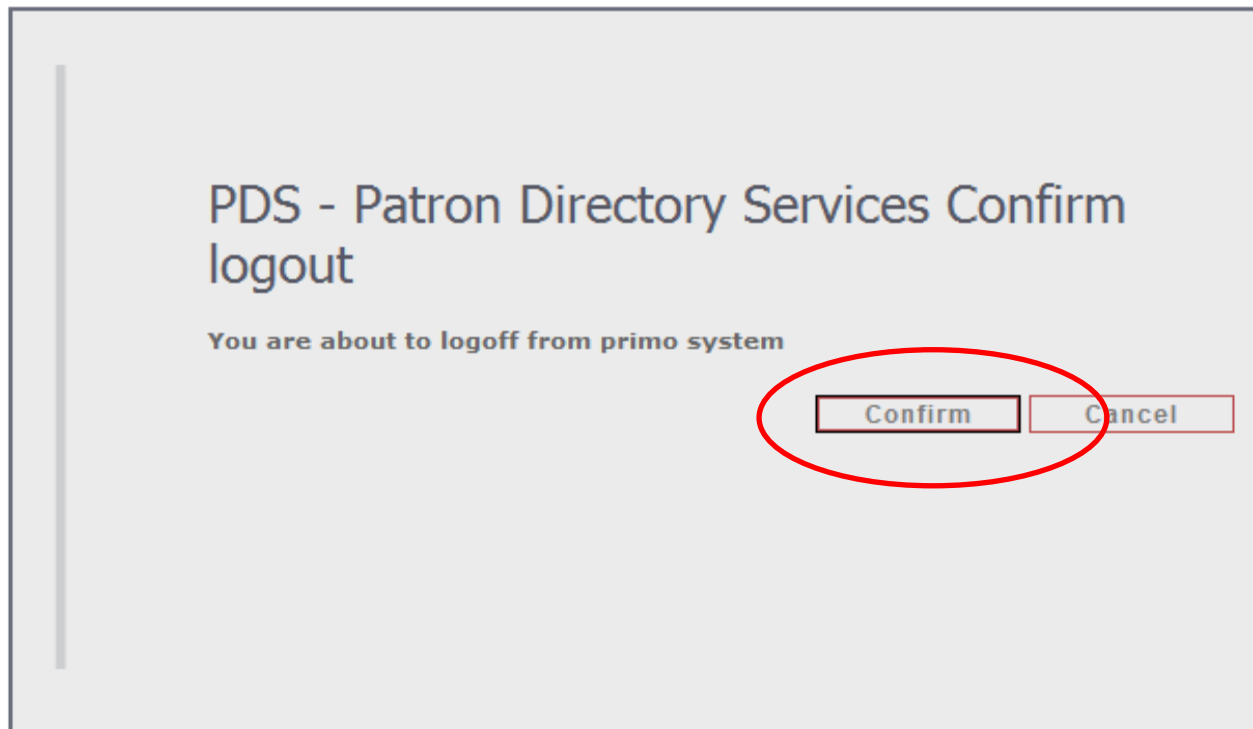 PDS - Patron Directory Services Confirm
logout
You are about to logoff from primo system
Confirm Cancel